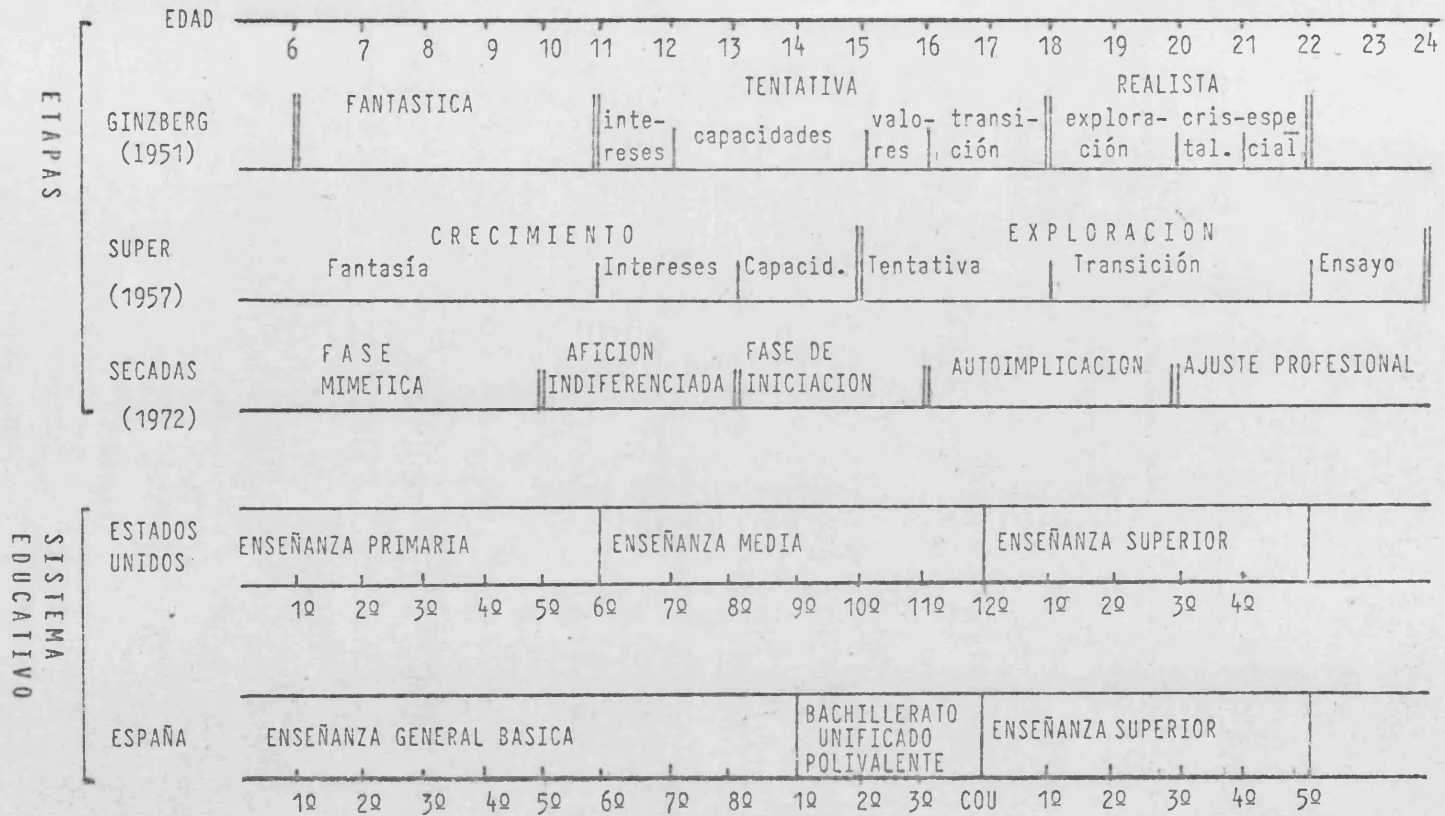 EDAD
6 7 8 9 10 11 12 13 14 15 16 17 18 19 20 21 22 23 24
ETAPAS
GINZBERG
(1951)
FANTASTICA
TENTATIVA
REALISTA
inte- valo- transi- explora- cris- espe
reses capacidades res ción ción tal. cial.
SUPER
(1957)
CRECIMIENTO
EXPLORACION
Fantasía Intereses Capacid. Tentativa Transición Ensayo
SECADAS
(1972)
FASE
MIMETICA
AFICION
INDIFERENCIADA
FASE DE
INICIACION
AUTOIMPLICACION
AJUSTE PROFESIONAL
SISTEMA
EDUCATIVO
ESTADOS
UNIDOS
ENSEÑANZA PRIMARIA
ENSEÑANZA MEDIA
ENSEÑANZA SUPERIOR
1º 2º 3º 4º 5º 6º 7º 8º 9º 10º 11º 12º 1º 2º 3º 4º
ESPAÑA
ENSEÑANZA GENERAL BASICA
BACHILLERATO
UNIFICADO
POLIVALENTE
ENSEÑANZA SUPERIOR
1º 2º 3º 4º 5º 6º 7º 8º 1º 2º 3º COU 1º 2º 3º 4º 5º